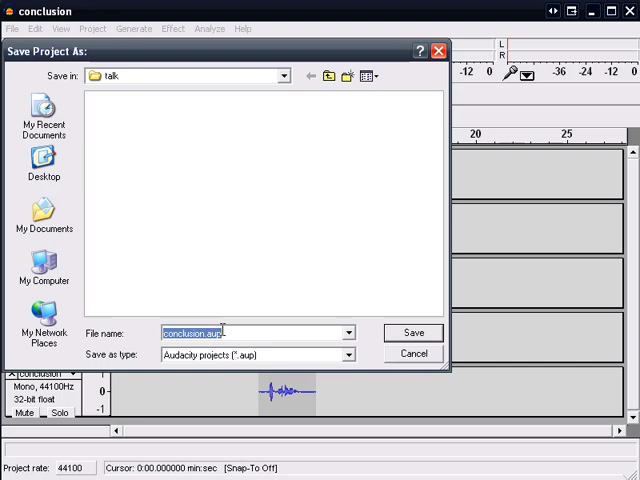 conclusion
File Edit View Project Generate Effect Analyze Help
Save Project As:
Save in: talk
L
R
-12 0 -36 -24 -12 0
20 25
My Recent
Documents
Desktop
My Documents
My Computer
My Network
Places
File name: conclusion.aup Save
Save as type: Audacity projects (*.aup) Cancel
conclusion 1
Mono, 44100Hz 0-
32-bit float
Mute Solo -1
Project rate: 44100 Cursor: 0:00.000000 min:sec [Snap-To Off]